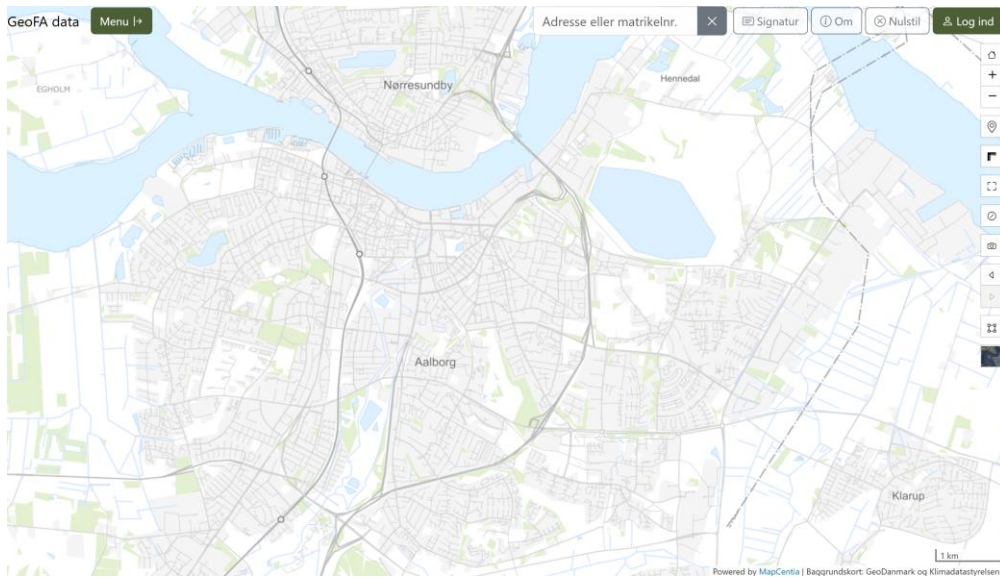 GeoFA data
Menu
Adresse eller matrikelnr.
Signatur
Om
Nulstil
Log ind
EGHOLM
Nørresundby
Hennedal
Aalborg
Klarup
1 km
Powered by MapCentia | Baggrundskort: GeoDanmark og Klimadatastyrelsen